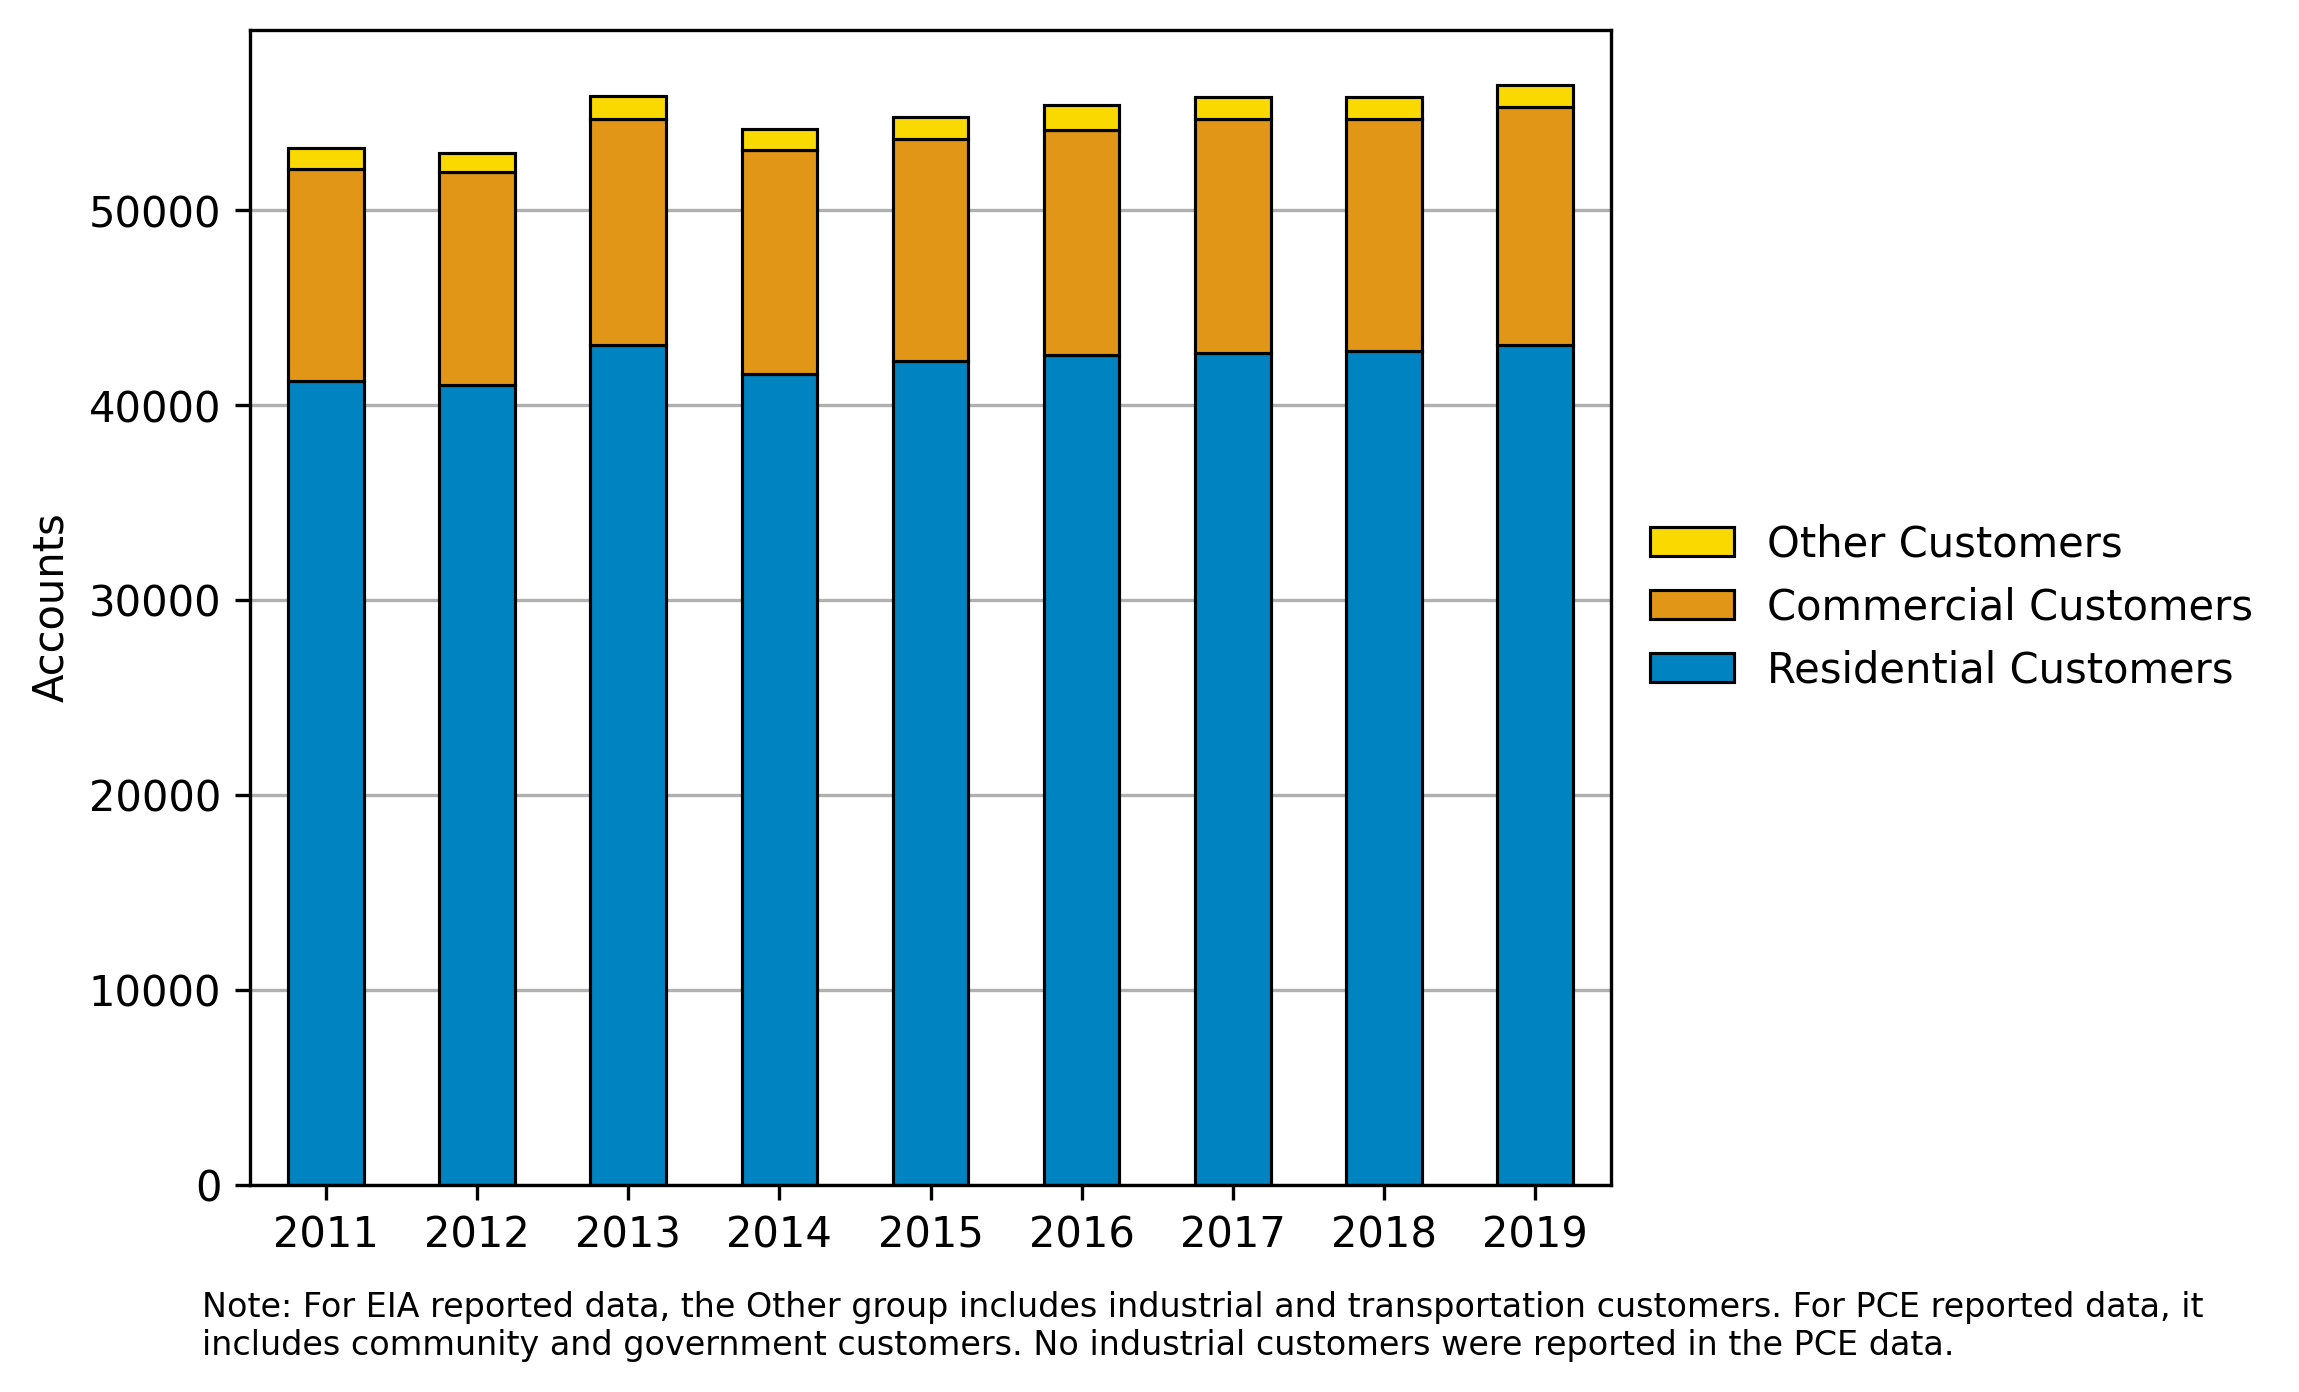 50000
40000
30000
20000
10000
0
Accounts
2011 2012 2013 2014 2015 2016 2017 2018 2019
Other Customers
Commercial Customers
Residential Customers
Note: For EIA reported data, the Other group includes industrial and transportation customers. For PCE reported data, it
includes community and government customers. No industrial customers were reported in the PCE data.